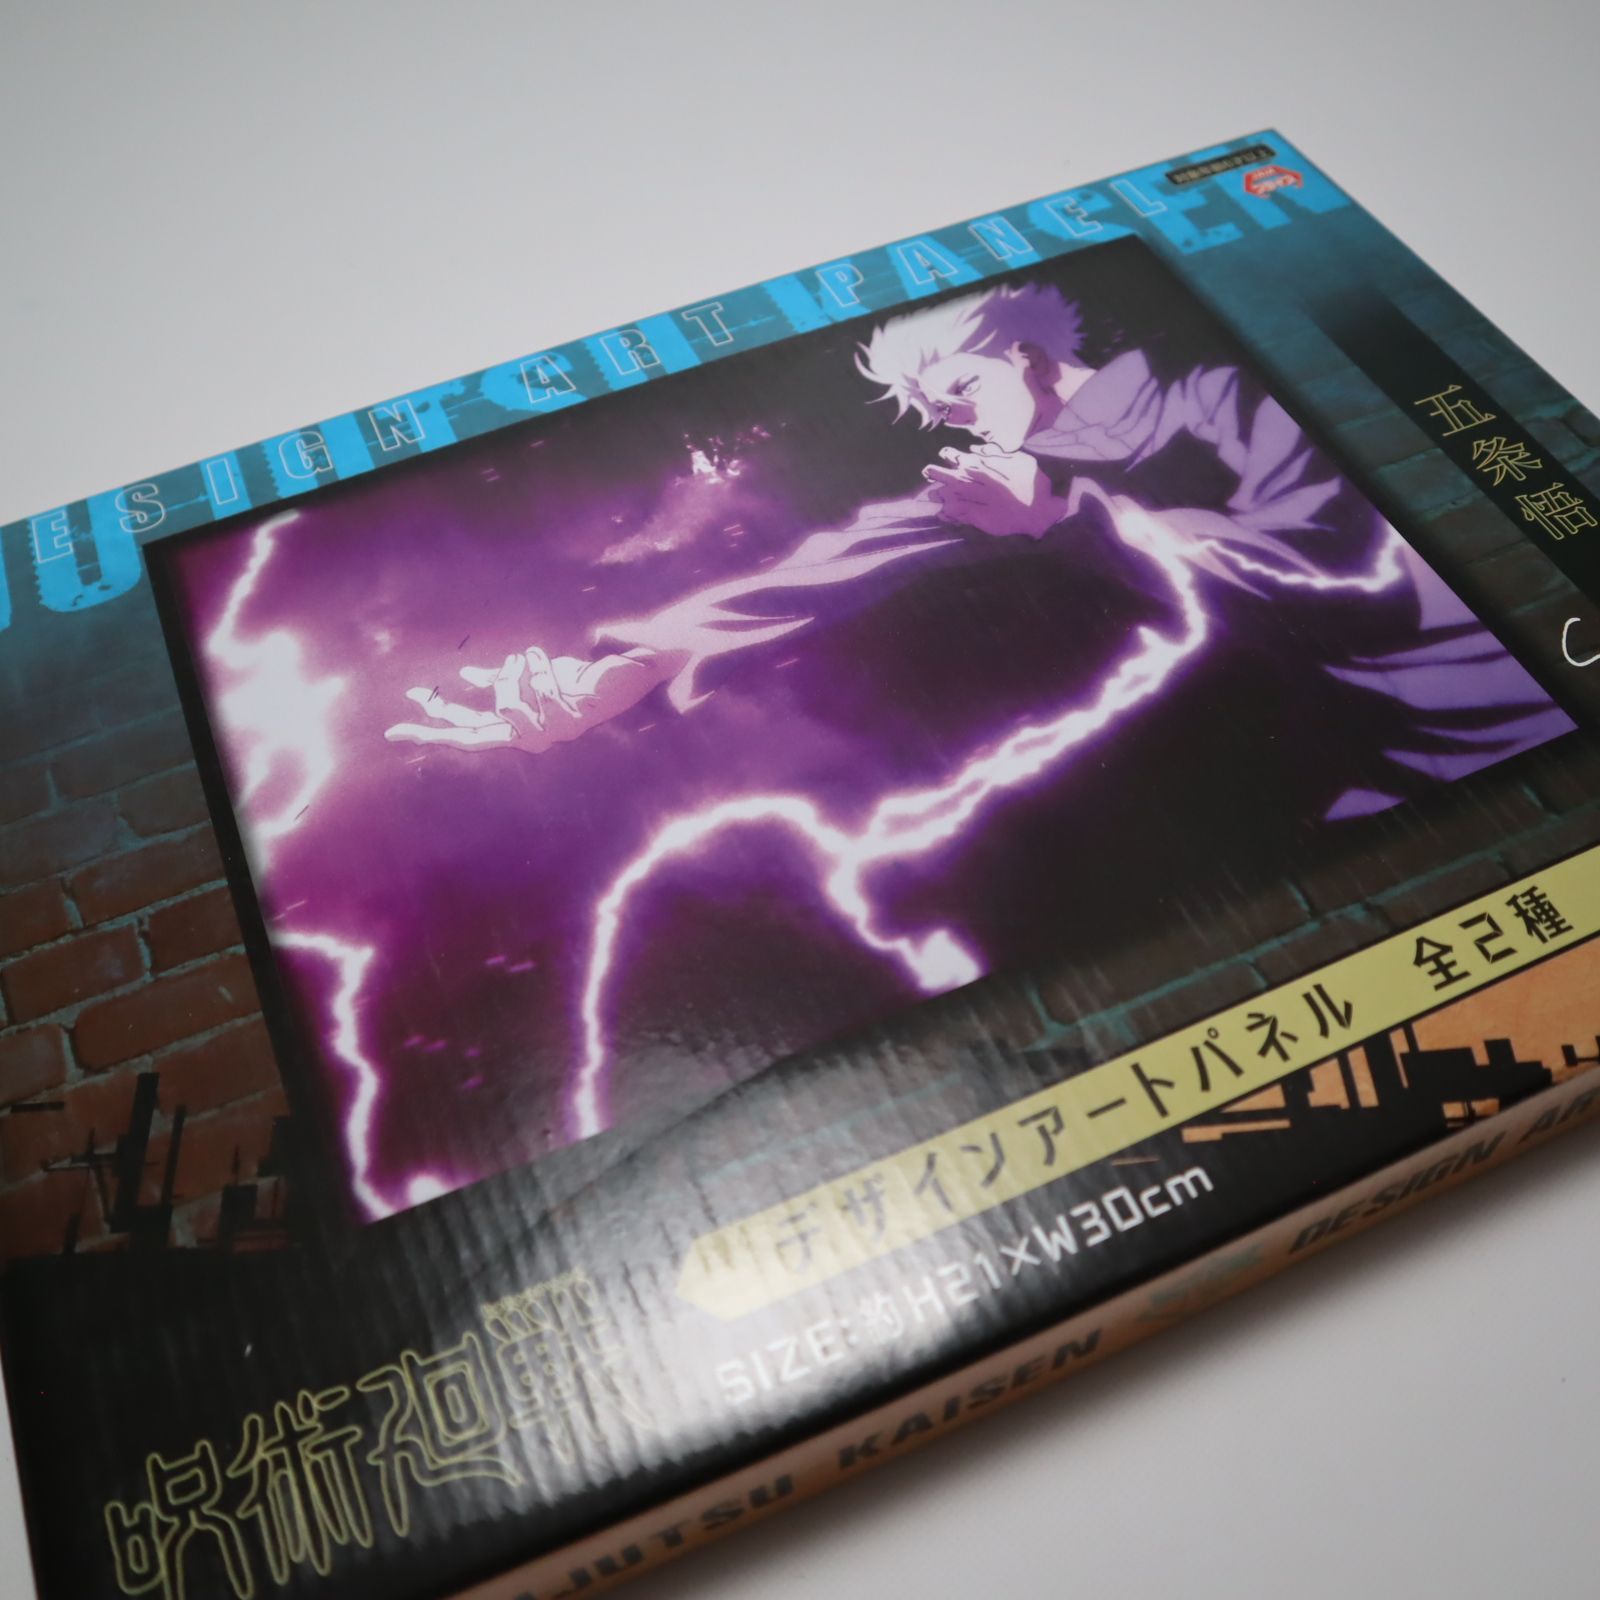 DESIGN ART PANEL
五条悟
デザインアートパネル 全2種
SIZE:約H21×W30cm
呪術廻戦
JUJUTSU KAISEN
DESIGN AR